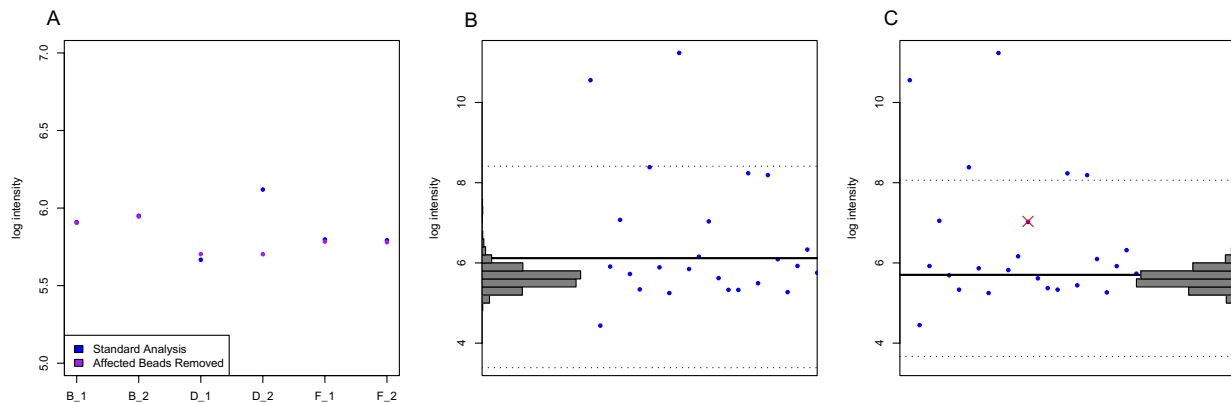 A
B
C
log intensity
7.0
6.5
6.0
5.5
5.0
Standard Analysis
Affected Beads Removed
B_1 B_2 D_1 D_2 F_1 F_2
log intensity
10
8
6
4
log intensity
10
8
6
4